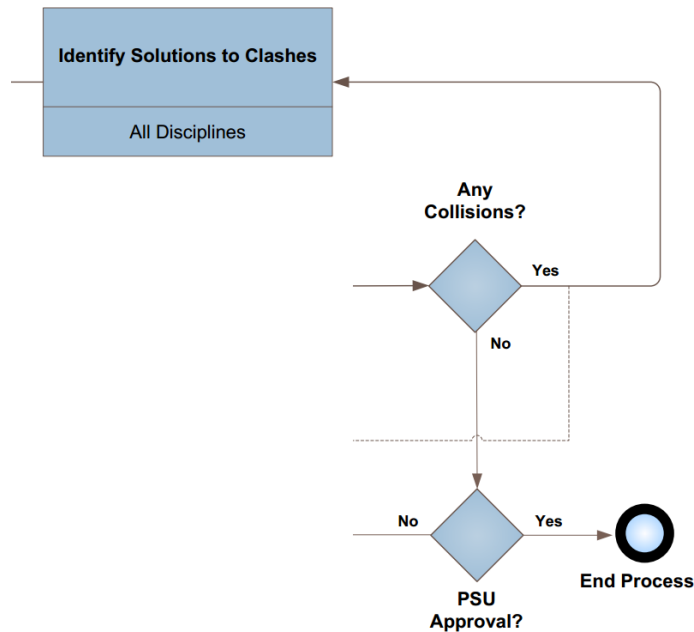 Identify Solutions to Clashes
All Disciplines
Any
Collisions?
Yes
No
No
Yes
End Process
PSU
Approval?